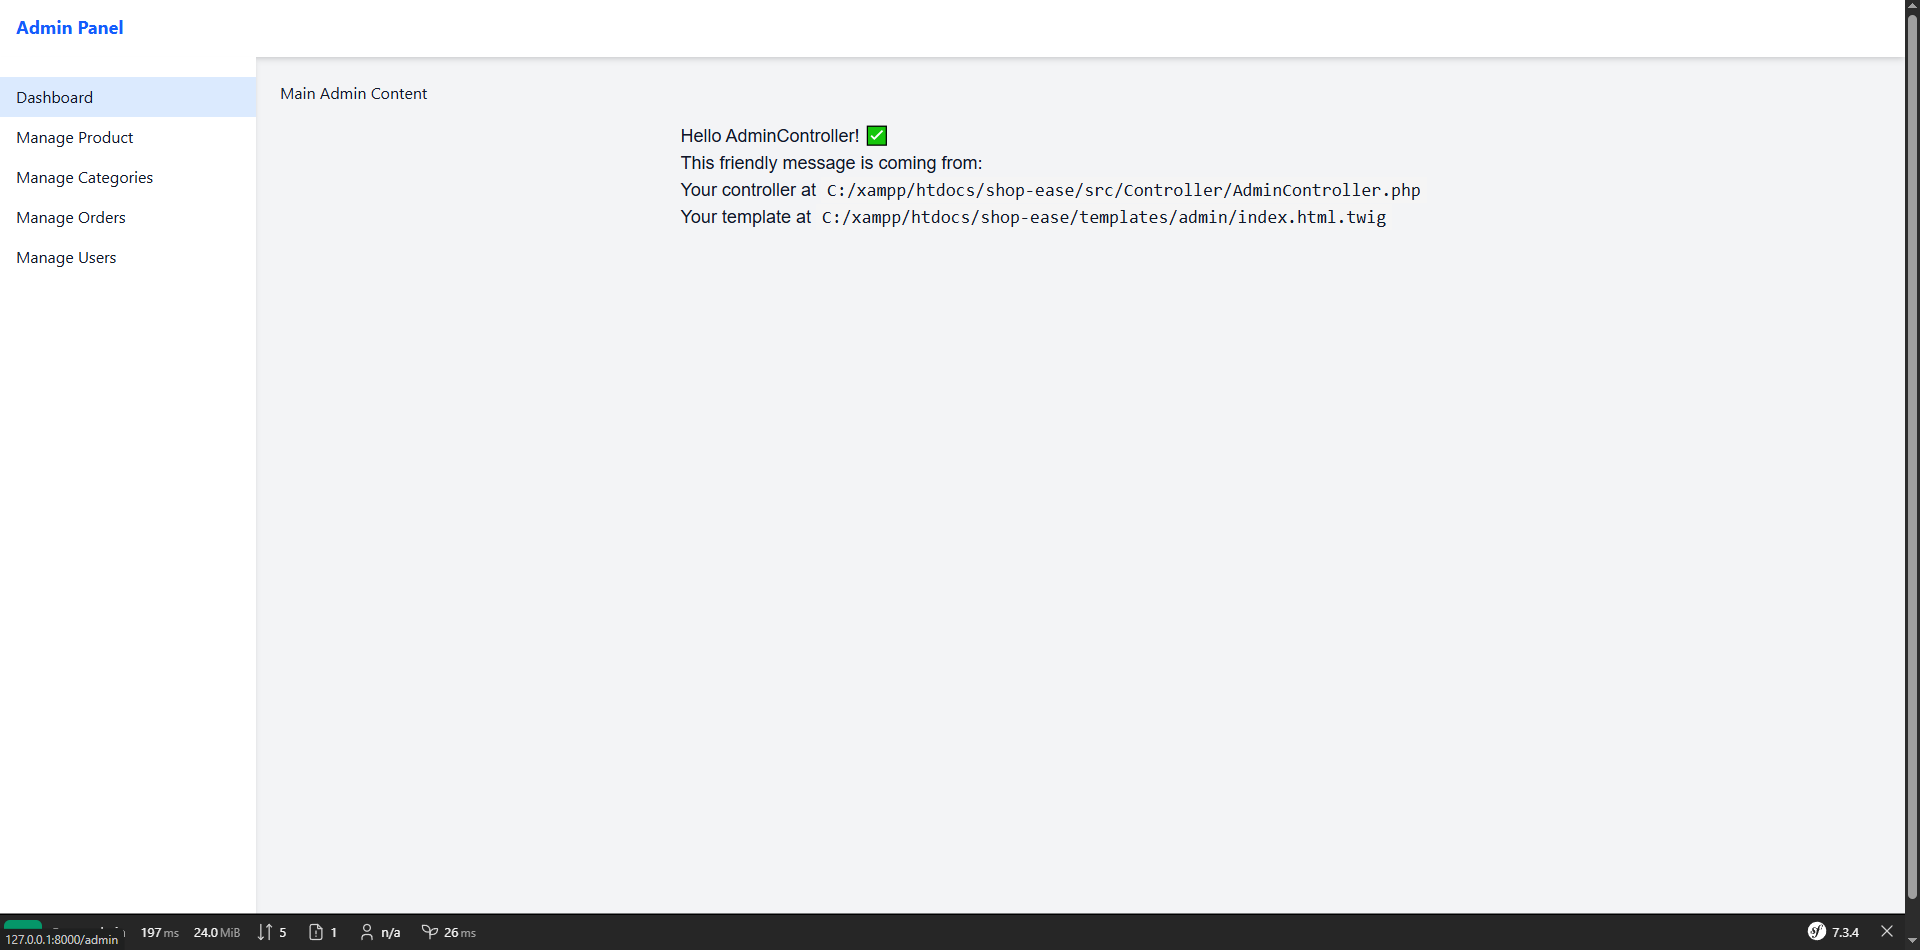 Admin Panel
Dashboard
Manage Product
Manage Categories
Manage Orders
Manage Users
Main Admin Content
Hello AdminController! ✅
This friendly message is coming from:
Your controller at C:/xampp/htdocs/shop-ease/src/Controller/AdminController.php
Your template at C:/xampp/htdocs/shop-ease/templates/admin/index.html.twig
127.0.0.1:8000/admin
197 ms 24.0 MiB 5 1 n/a 26 ms
sf 7.3.4